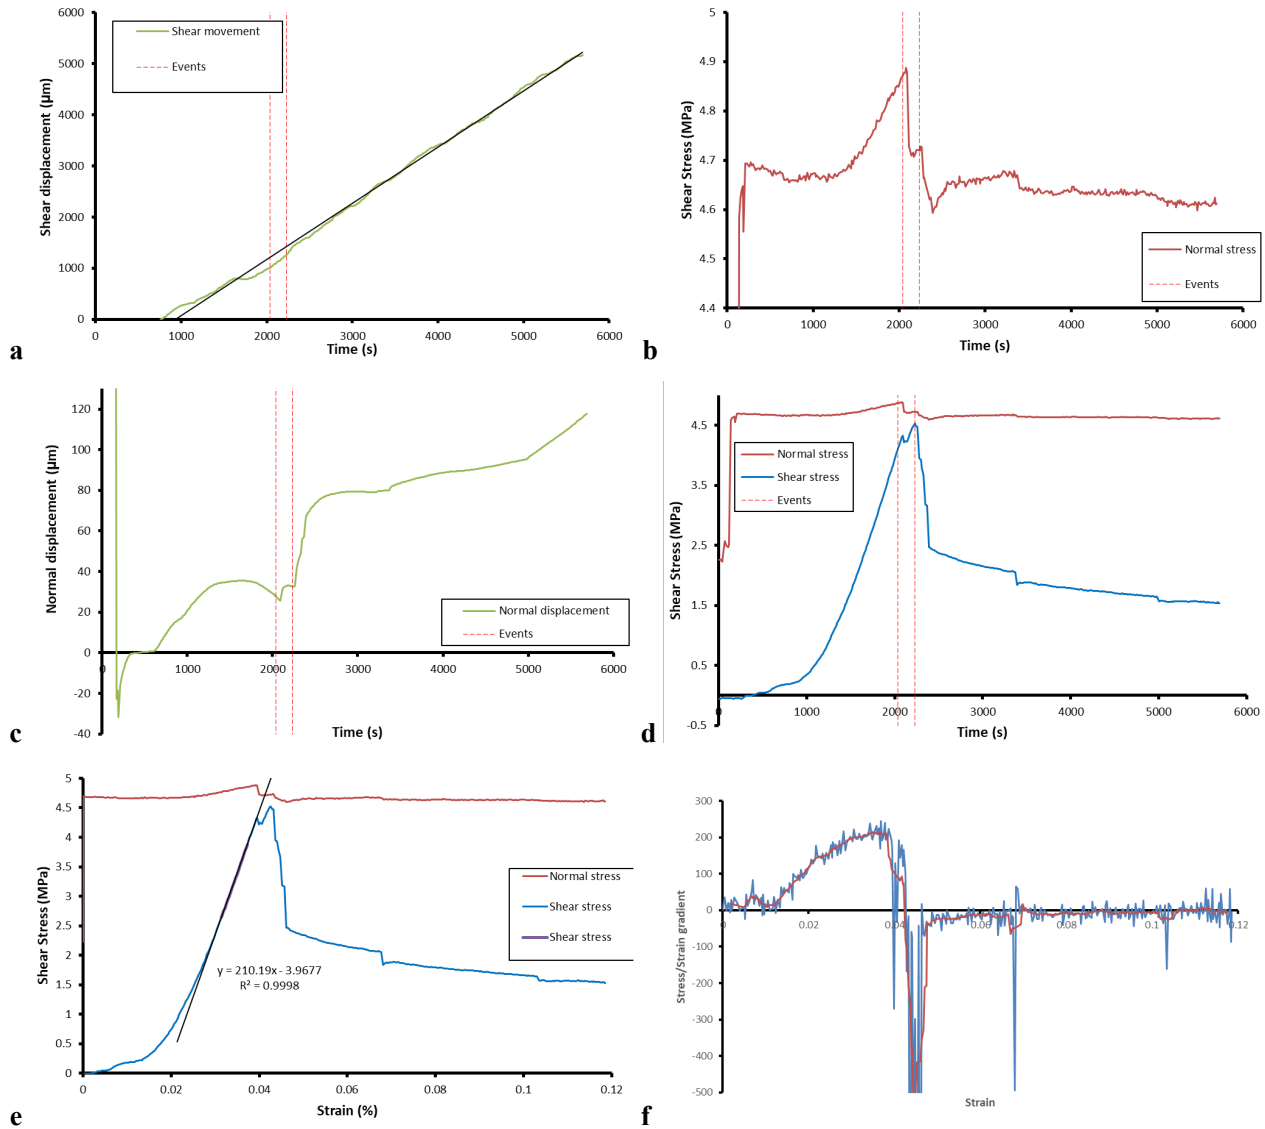 6000
5000
4000
3000
2000
1000
0
0 1000 2000 3000 4000 5000 6000
Shear displacement (µm)
Time (s)
Shear movement
Events
a
5
4.9
4.8
4.7
4.6
4.5
4.4
0 1000 2000 3000 4000 5000 6000
Shear Stress (MPa)
Time (s)
Normal stress
Events
b
120
100
80
60
40
20
0
-20
-40
0 1000 2000 3000 4000 5000 6000
Normal displacement (µm)
Time (s)
Normal displacement
Events
c
4.5
3.5
2.5
1.5
0.5
-0.5
0 1000 2000 3000 4000 5000 6000
Shear Stress (MPa)
Time (s)
Normal stress
Shear stress
Events
d
5
4.5
4
3.5
3
2.5
2
1.5
1
0.5
0
0 0.02 0.04 0.06 0.08 0.1 0.12
Shear Stress (MPa)
Strain (%)
Normal stress
Shear stress
Shear stress
y = 210.19x - 3.9677
R² = 0.9998
e
300
200
100
0
-100
-200
-300
-400
-500
0 0.02 0.04 0.06 0.08 0.1 0.12
Stress/Strain gradient
Strain
f